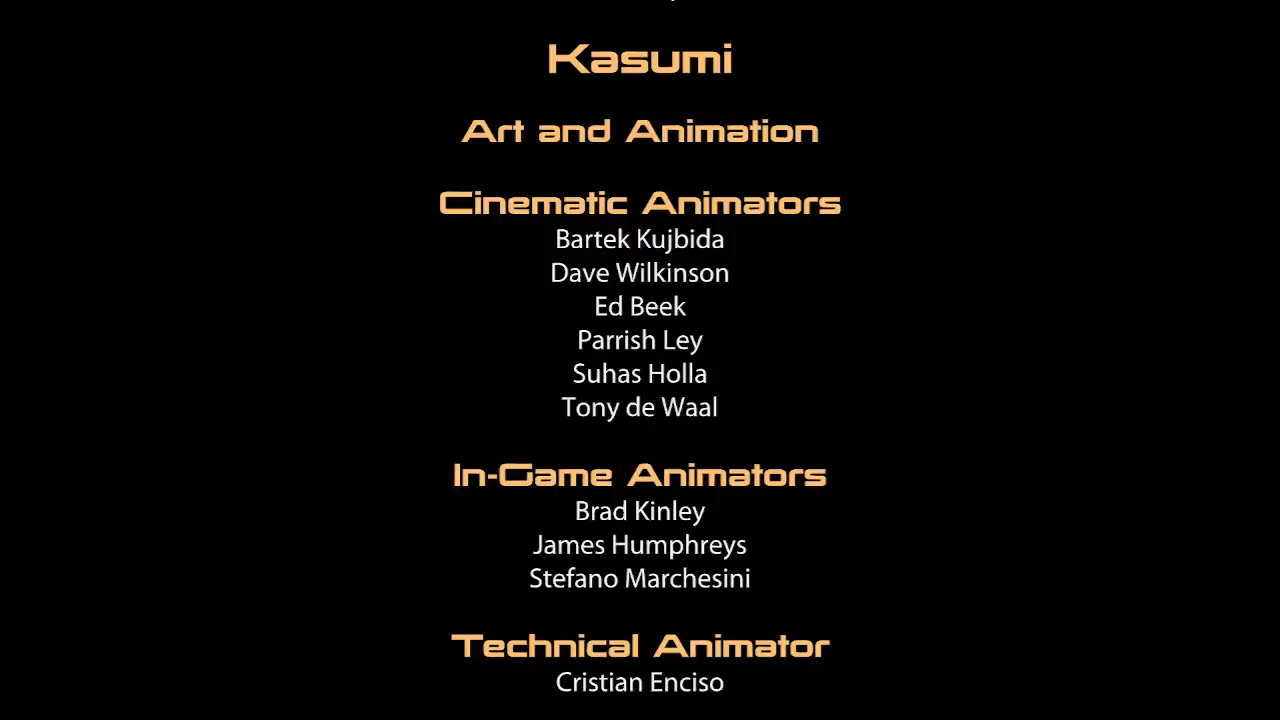 Kasumi
Art and Animation
Cinematic Animators
Bartek Kujbida
Dave Wilkinson
Ed Beek
Parrish Ley
Suhas Holla
Tony de Waal
In-Game Animators
Brad Kinley
James Humphreys
Stefano Marchesini
Technical Animator
Cristian Enciso